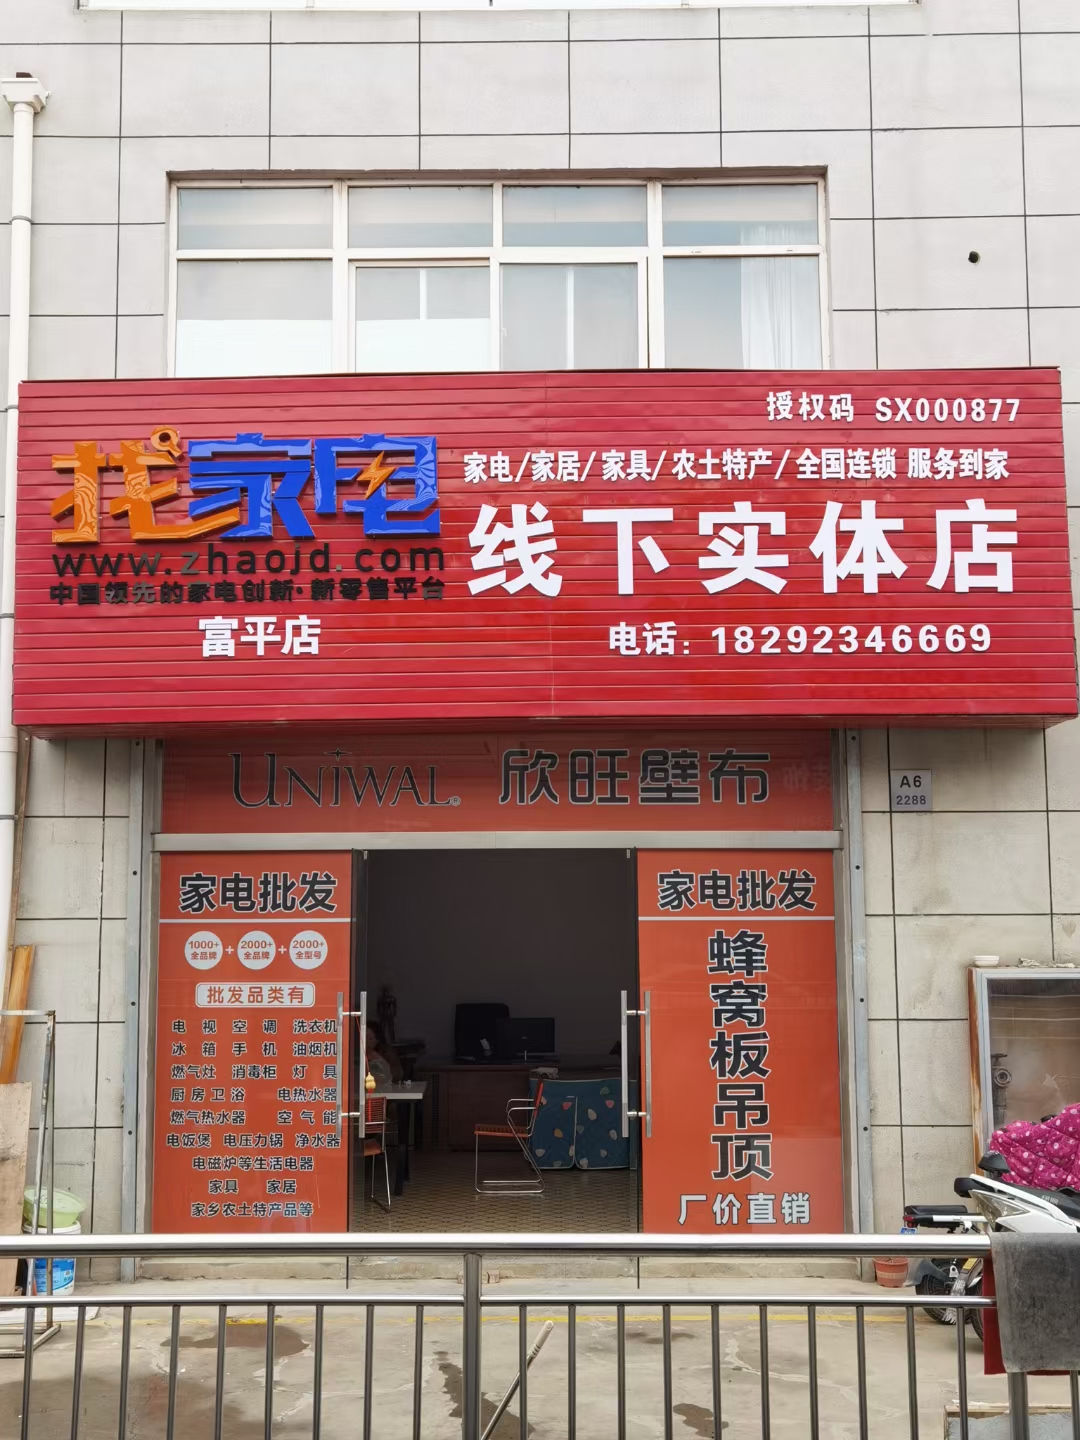 授权码 SX000877
找家电
家电/家居/家具/农土特产/全国连锁 服务到家
www.zhaojd.com
线下实体店
中国领先的家电创新·新零售平台
富平店
电话：18292346669
UNIWAL® 欣旺壁布
A6
2288
家电批发
1000+ 全品牌 + 2000+ 全品牌 + 2000+ 全型号
批发品类有
电视 空调 洗衣机
冰箱 手机 油烟机
燃气灶 消毒柜 灯具
厨房卫浴 电热水器
燃气热水器 空气能
电饭煲 电压力锅 净水器
电磁炉等生活电器
家具 家居
家乡农土特产品等
家电批发
蜂窝板吊顶
厂价直销